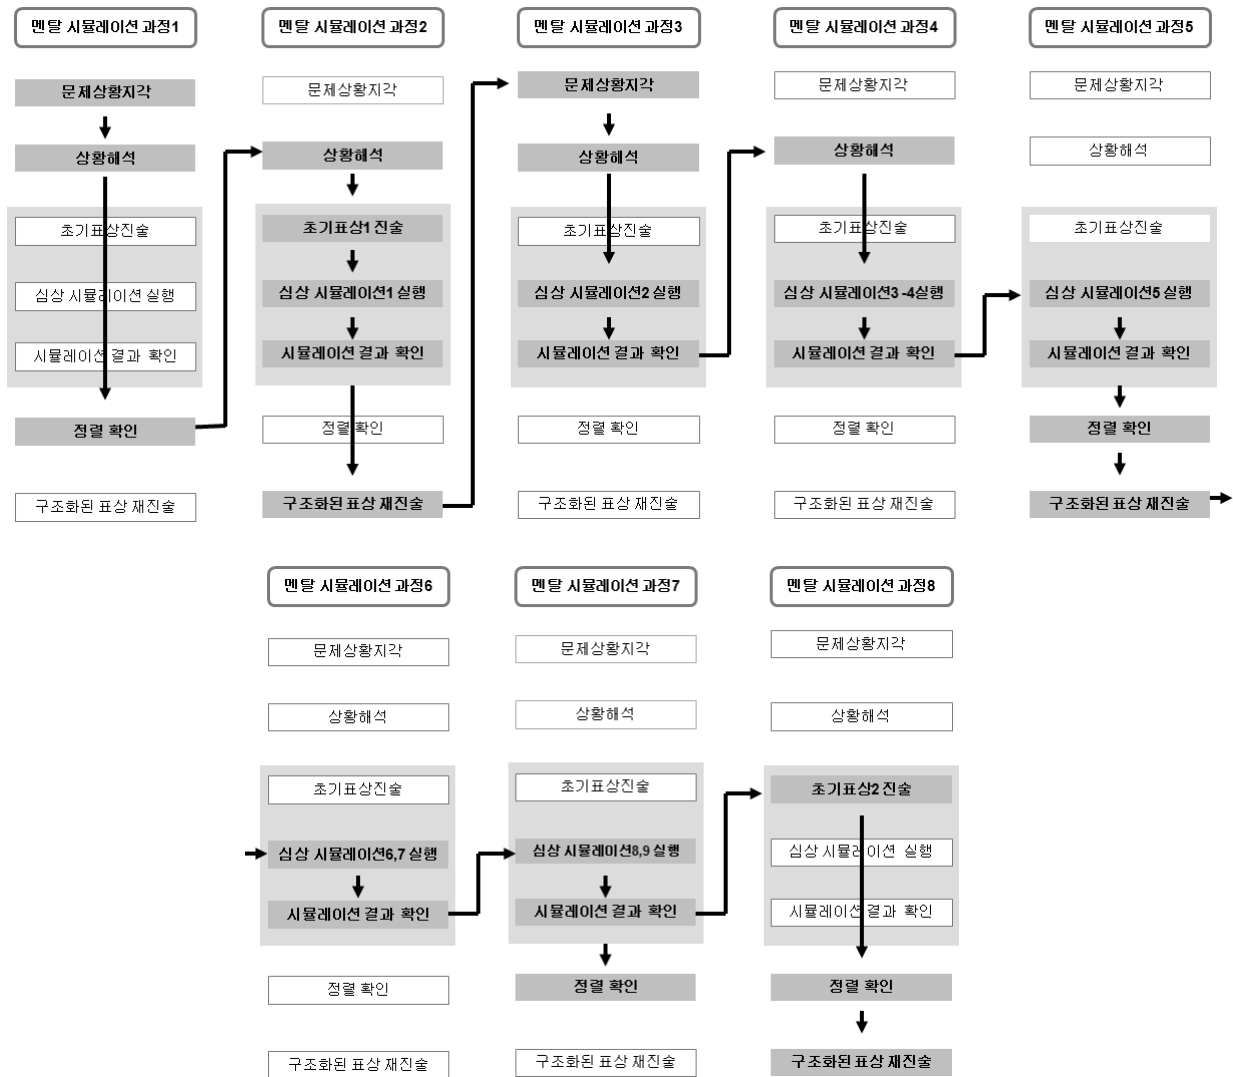 멘탈 시뮬레이션 과정1
문제상황지각
상황해석
초기표상진술
심상 시뮬레이션 실행
시뮬레이션 결과 확인
정렬 확인
구조화된 표상 재진술
멘탈 시뮬레이션 과정2
문제상황지각
상황해석
초기표상1 진술
심상 시뮬레이션1 실행
시뮬레이션 결과 확인
정렬 확인
구조화된 표상 재진술
멘탈 시뮬레이션 과정3
문제상황지각
상황해석
초기표상진술
심상 시뮬레이션2 실행
시뮬레이션 결과 확인
정렬 확인
구조화된 표상 재진술
멘탈 시뮬레이션 과정4
문제상황지각
상황해석
초기표상진술
심상 시뮬레이션3 -4실행
시뮬레이션 결과 확인
정렬 확인
구조화된 표상 재진술
멘탈 시뮬레이션 과정5
문제상황지각
상황해석
초기표상진술
심상 시뮬레이션5 실행
시뮬레이션 결과 확인
정렬 확인
구조화된 표상 재진술
멘탈 시뮬레이션 과정6
문제상황지각
상황해석
초기표상진술
심상 시뮬레이션6,7 실행
시뮬레이션 결과 확인
정렬 확인
구조화된 표상 재진술
멘탈 시뮬레이션 과정7
문제상황지각
상황해석
초기표상진술
심상 시뮬레이션8,9 실행
시뮬레이션 결과 확인
정렬 확인
구조화된 표상 재진술
멘탈 시뮬레이션 과정8
문제상황지각
상황해석
초기표상2 진술
심상 시뮬레이션 실행
시뮬레이션 결과 확인
정렬 확인
구조화된 표상 재진술